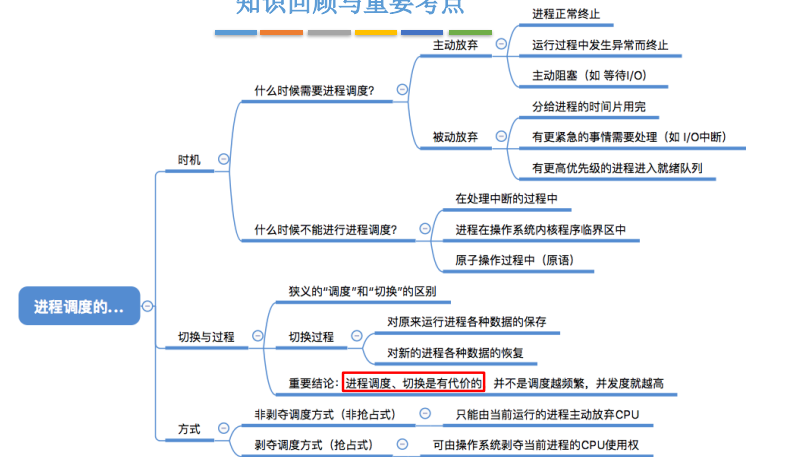 知识回顾与重要考点
进程正常终止
主动放弃
运行过程中发生异常而终止
主动阻塞（如 等待I/O）
什么时候需要进程调度？
分给进程的时间片用完
被动放弃
有更紧急的事情需要处理（如 I/O中断）
有更高优先级的进程进入就绪队列
时机
在处理中断的过程中
什么时候不能进行进程调度？
进程在操作系统内核程序临界区中
原子操作过程中（原语）
进程调度的...
狭义的“调度”和“切换”的区别
切换与过程
切换过程
对原来运行进程各种数据的保存
对新的进程各种数据的恢复
重要结论：进程调度、切换是有代价的 并不是调度越频繁，并发度就越高
方式
非剥夺调度方式（非抢占式）
只能由当前运行的进程主动放弃CPU
剥夺调度方式（抢占式）
可由操作系统剥夺当前进程的CPU使用权